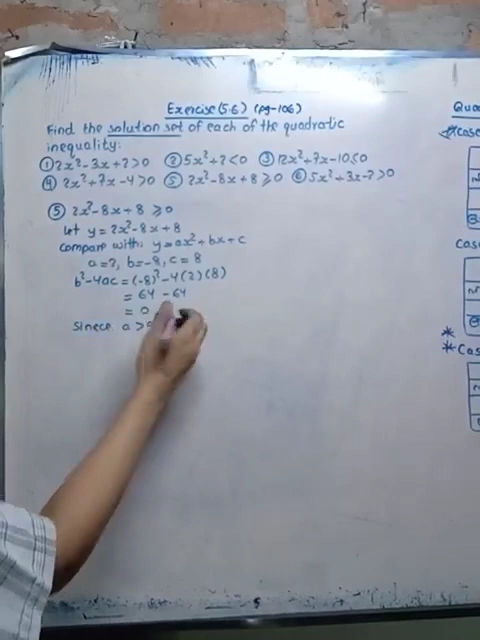 Exercise (5.6) (pg-106)
Find the solution set of each of the quadratic
inequality:
① 2x²-3x+2>0 ② 5x²+2<0 ③ 12x²+7x-10≤0
④ 2x²+7x-4>0 ⑤ 2x²-8x+8≥0 ⑥ 5x²+3x-2>0
⑤ 2x²-8x+8 ≥0
let y=2x²-8x+8
Compare with: y=ax²+bx+c
a=2, b=-8, c=8
b²-4ac=(-8)²-4(2)(8)
= 64-64
= 0
Sinece a>
Qua
Case
Cas
*
* Cas